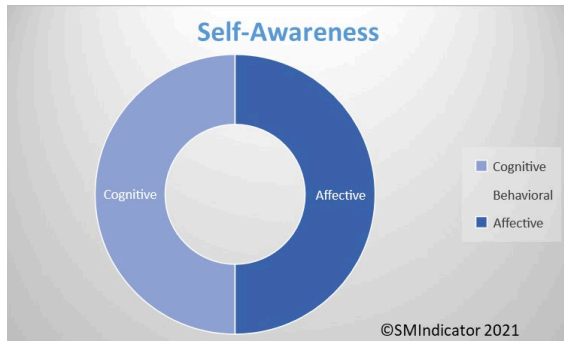 Self-Awareness
Cognitive
Affective
Cognitive
Behavioral
Affective
©SMIndicator 2021